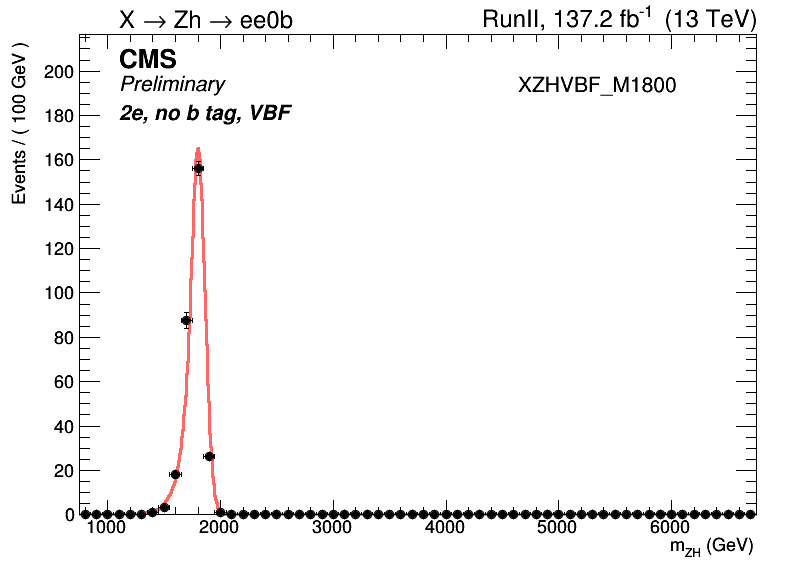 X → Zh → ee0b
RunII, 137.2 fb-1 (13 TeV)
CMS
Preliminary
2e, no b tag, VBF
XZHVBF_M1800
Events / ( 100 GeV )
200
180
160
140
120
100
80
60
40
20
0
1000 2000 3000 4000 5000 6000
mZH (GeV)